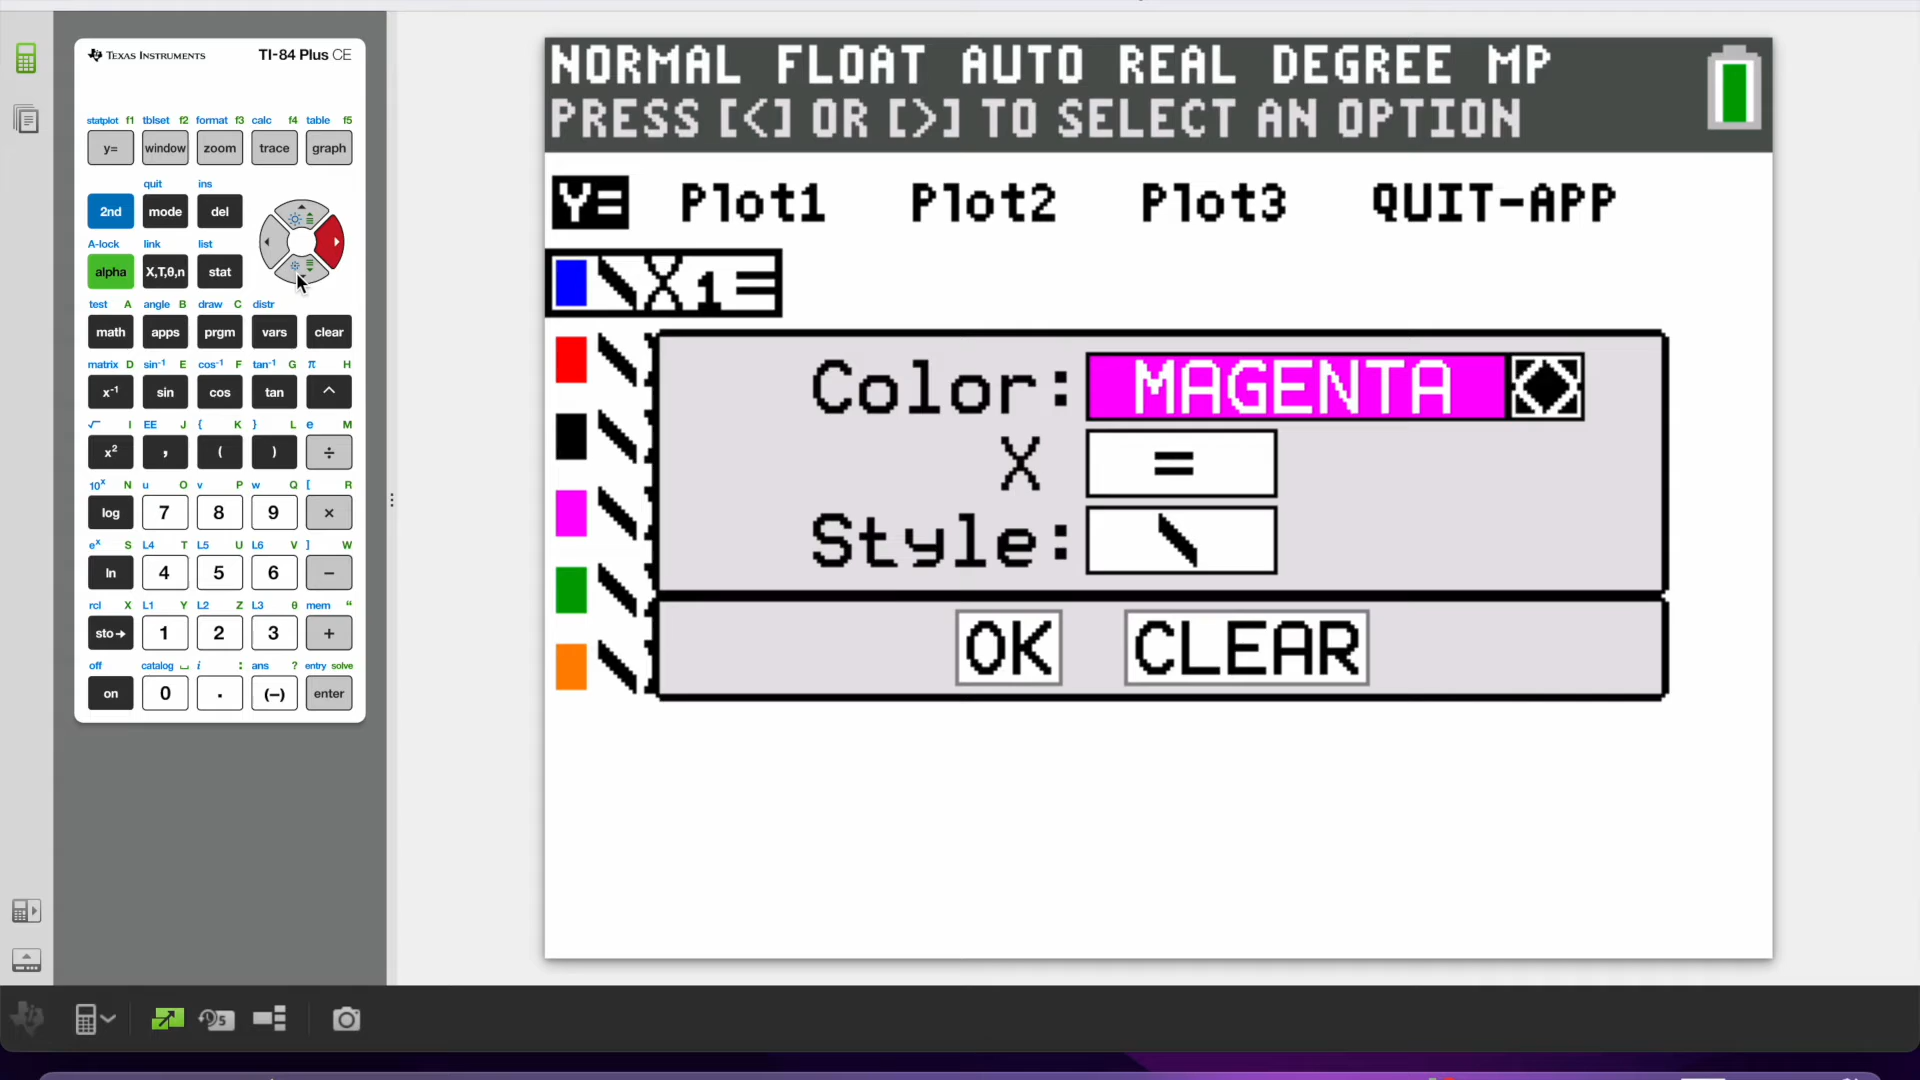 TEXAS INSTRUMENTS TI-84 Plus CE
statplot f1 tblset f2 format f3 calc f4 table f5
y= window zoom trace graph
quit ins
2nd mode del
A-lock link list
alpha X,T,θ,n stat
test A angle B draw C distr
math apps prgm vars clear
matrix D sin⁻¹ E cos⁻¹ F tan⁻¹ G π H
x⁻¹ sin cos tan ^
√ I EE J { K } L e M
x² , ( ) ÷
10ˣ N u O v P w Q [ R
log 7 8 9 ×
eˣ S L4 T L5 U L6 V ] W
ln 4 5 6 −
rcl X L1 Y L2 Z L3 θ mem “
sto→ 1 2 3 +
off catalog ⎵ i : ans ? entry solve
on 0 . (−) enter
NORMAL FLOAT AUTO REAL DEGREE MP
PRESS [<] OR [>] TO SELECT AN OPTION
Y= Plot1 Plot2 Plot3 QUIT-APP
X1=
Color: MAGENTA
X =
Style: \
OK CLEAR
5